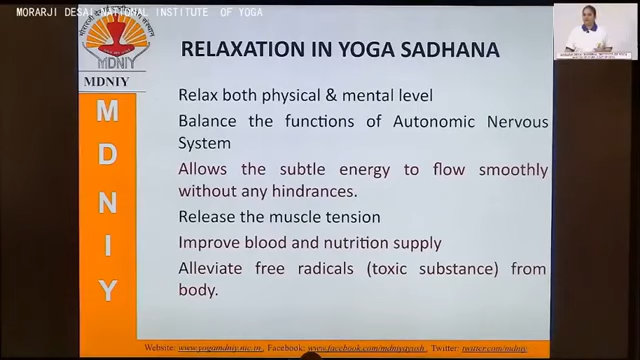 MORARJI DESAI NATIONAL INSTITUTE OF YOGA
MDNIY
MDNIY
RELAXATION IN YOGA SADHANA
Relax both physical & mental level
Balance the functions of Autonomic Nervous
System
Allows the subtle energy to flow smoothly
without any hindrances.
Release the muscle tension
Improve blood and nutrition supply
Alleviate free radicals (toxic substance) from
body.
M
D
N
I
Y
Website: www.yogamdniy.nic.in, Facebook: www.facebook.com/mdniyayush, Twitter: twitter.com/mdniy